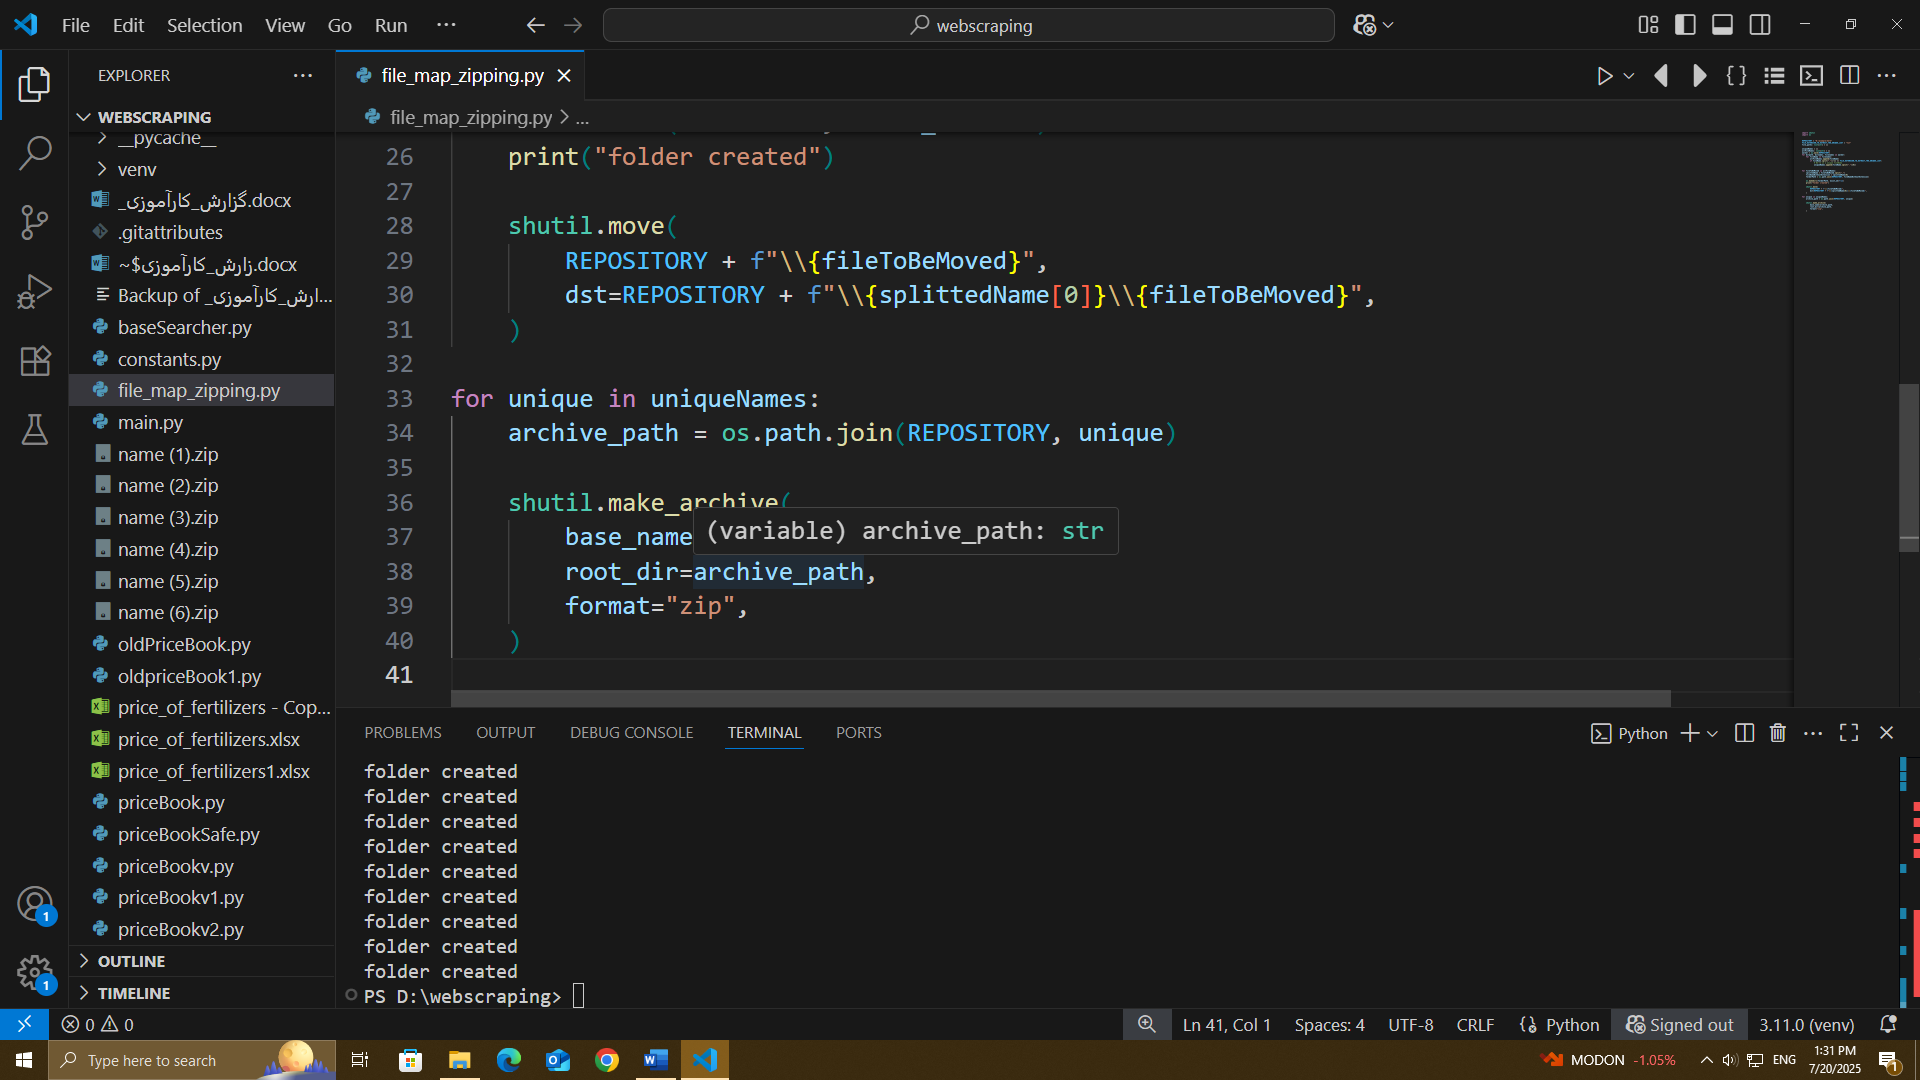 File Edit Selection View Go Run ···
webscraping
EXPLORER
file_map_zipping.py
WEBSCRAPING
file_map_zipping.py > ...
__pycache__
venv
_گزارش_کارآموزی.docx
.gitattributes
~$زارش_کارآموزی.docx
Backup of _ارش_کارآموزی...
baseSearcher.py
constants.py
file_map_zipping.py
main.py
name (1).zip
name (2).zip
name (3).zip
name (4).zip
name (5).zip
name (6).zip
oldPriceBook.py
oldpriceBook1.py
price_of_fertilizers - Cop...
price_of_fertilizers.xlsx
price_of_fertilizers1.xlsx
priceBook.py
priceBookSafe.py
priceBookv.py
priceBookv1.py
priceBookv2.py
OUTLINE
TIMELINE
26 print("folder created")
27
28 shutil.move(
29 REPOSITORY + f"\\{fileToBeMoved}",
30 dst=REPOSITORY + f"\\{splittedName[0]}\\{fileToBeMoved}",
31 )
32
33 for unique in uniqueNames:
34 archive_path = os.path.join(REPOSITORY, unique)
35
36 shutil.make_archive(
37 base_name
(variable) archive_path: str
38 root_dir=archive_path,
39 format="zip",
40 )
41
PROBLEMS OUTPUT DEBUG CONSOLE TERMINAL PORTS
Python
folder created
folder created
folder created
folder created
folder created
folder created
folder created
folder created
folder created
PS D:\webscraping>
1
1
0 0
Ln 41, Col 1 Spaces: 4 UTF-8 CRLF {} Python Signed out 3.11.0 (venv)
Type here to search
MODON -1.05%
ENG
1:31 PM
7/20/2025
1